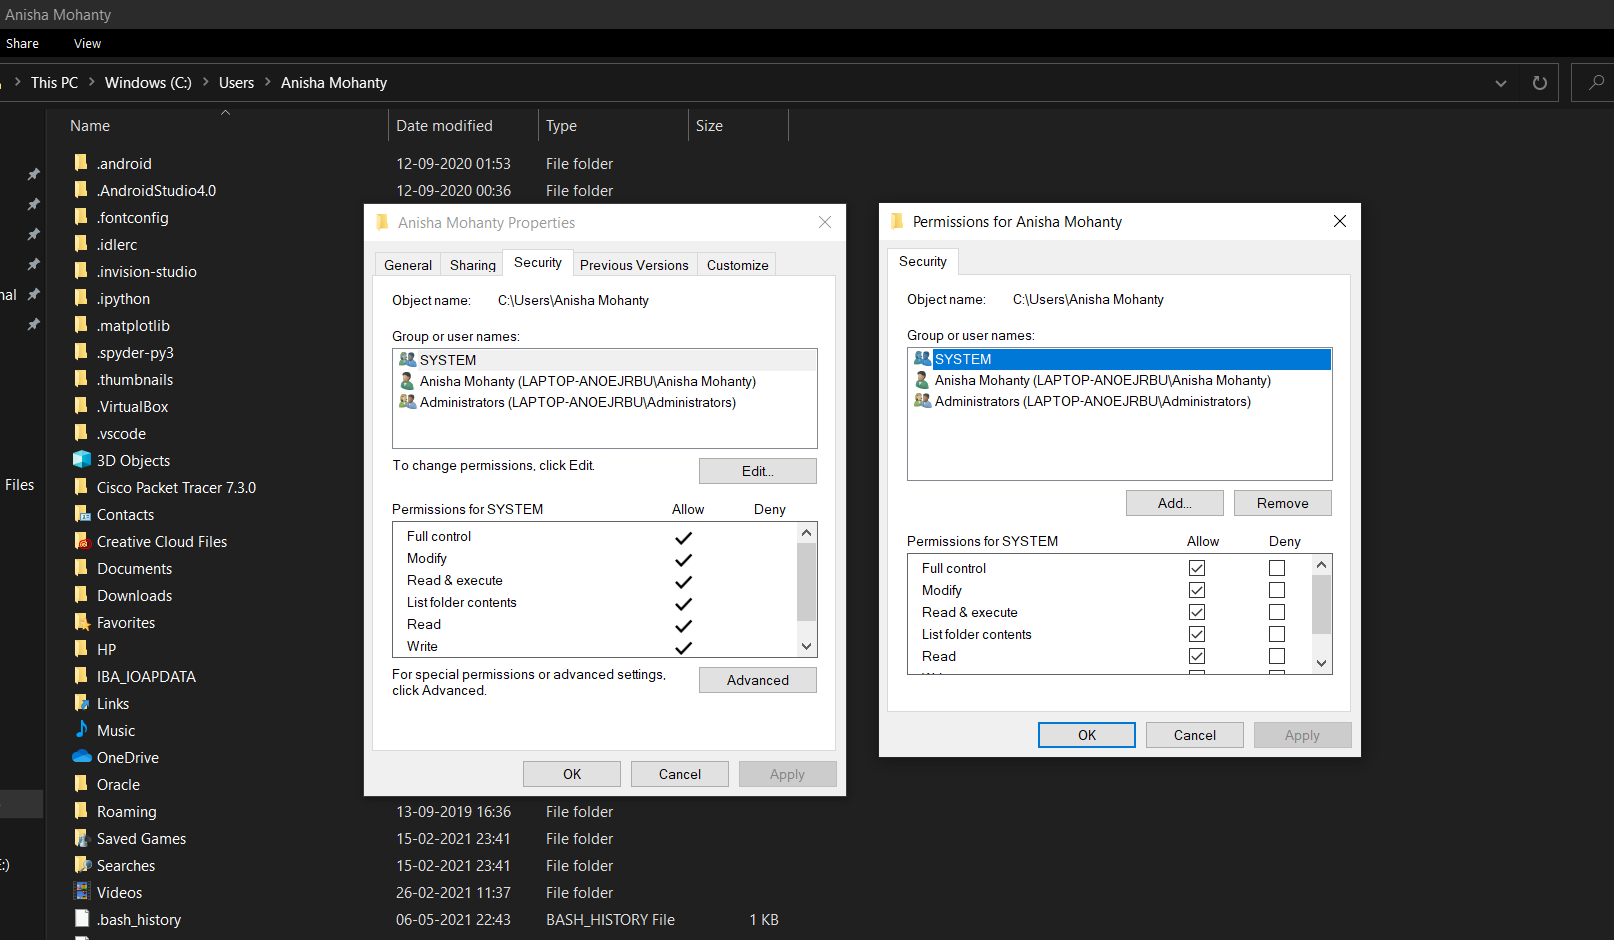 Anisha Mohanty
Share View
This PC Windows (C:) Users Anisha Mohanty
Name Date modified Type Size
.android 12-09-2020 01:53 File folder
.AndroidStudio4.0 12-09-2020 00:36 File folder
.fontconfig
.idlerc
.invision-studio
.ipython
.matplotlib
.spyder-py3
.thumbnails
.VirtualBox
.vscode
3D Objects
Files
Cisco Packet Tracer 7.3.0
Contacts
Creative Cloud Files
Documents
Downloads
Favorites
HP
IBA_IOAPDATA
Links
Music
OneDrive
Oracle
Roaming 13-09-2019 16:36 File folder
Saved Games 15-02-2021 23:41 File folder
Searches 15-02-2021 23:41 File folder
Videos 26-02-2021 11:37 File folder
.bash_history 06-05-2021 22:43 BASH_HISTORY File 1 KB
Anisha Mohanty Properties
General Sharing Security Previous Versions Customize
Object name: C:\Users\Anisha Mohanty
Group or user names:
SYSTEM
Anisha Mohanty (LAPTOP-ANOEJRBU\Anisha Mohanty)
Administrators (LAPTOP-ANOEJRBU\Administrators)
To change permissions, click Edit.
Edit...
Permissions for SYSTEM Allow Deny
Full control
Modify
Read & execute
List folder contents
Read
Write
For special permissions or advanced settings,
click Advanced.
Advanced
OK Cancel Apply
Permissions for Anisha Mohanty
Security
Object name: C:\Users\Anisha Mohanty
Group or user names:
SYSTEM
Anisha Mohanty (LAPTOP-ANOEJRBU\Anisha Mohanty)
Administrators (LAPTOP-ANOEJRBU\Administrators)
Add... Remove
Permissions for SYSTEM Allow Deny
Full control
Modify
Read & execute
List folder contents
Read
OK Cancel Apply